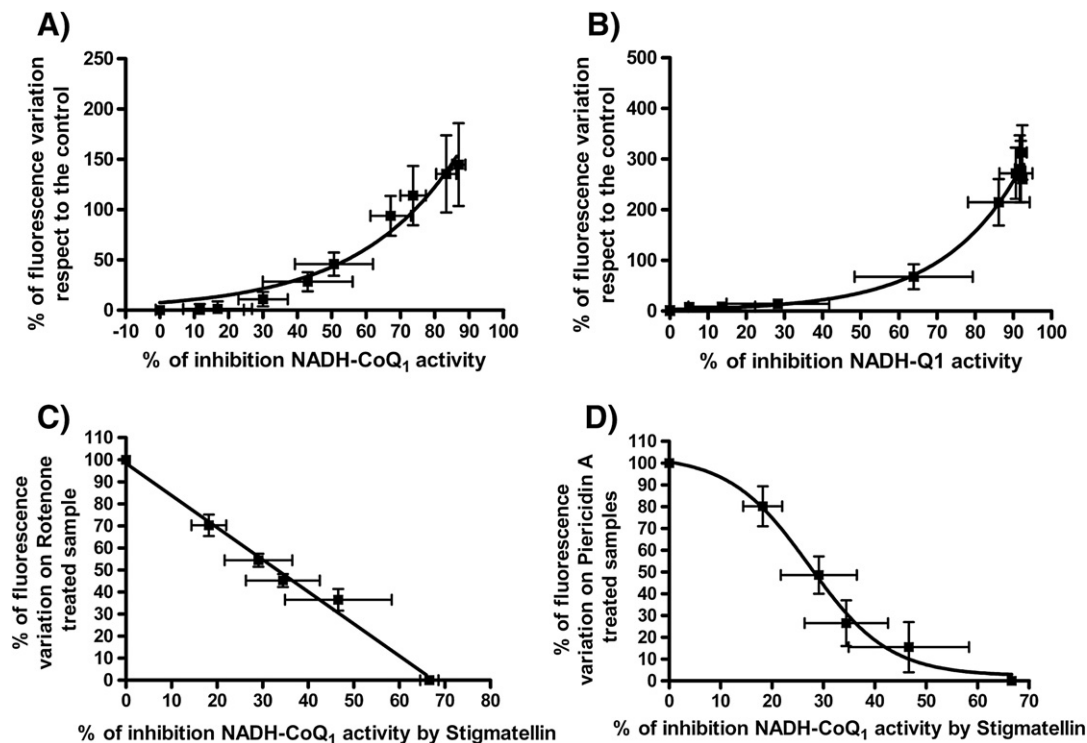 A)
% of fluorescence variation
respect to the control
250
200
150
100
50
0
-10 0 10 20 30 40 50 60 70 80 90 100
% of inhibition NADH-CoQ₁ activity
B)
% of fluorescence variation
respect to the control
500
400
300
200
100
0
0 10 20 30 40 50 60 70 80 90 100
% of inhibition NADH-Q1 activity
C)
% of fluorescence
variation on Rotenone
treated sample
110
100
90
80
70
60
50
40
30
20
10
0
0 10 20 30 40 50 60 70 80
% of inhibition NADH-CoQ₁ activity by Stigmatellin
D)
% of fluorescence
variation on Piericidin A
treated samples
110
100
90
80
70
60
50
40
30
20
10
0
0 10 20 30 40 50 60 70
% of inhibition NADH-CoQ₁ activity by Stigmatellin